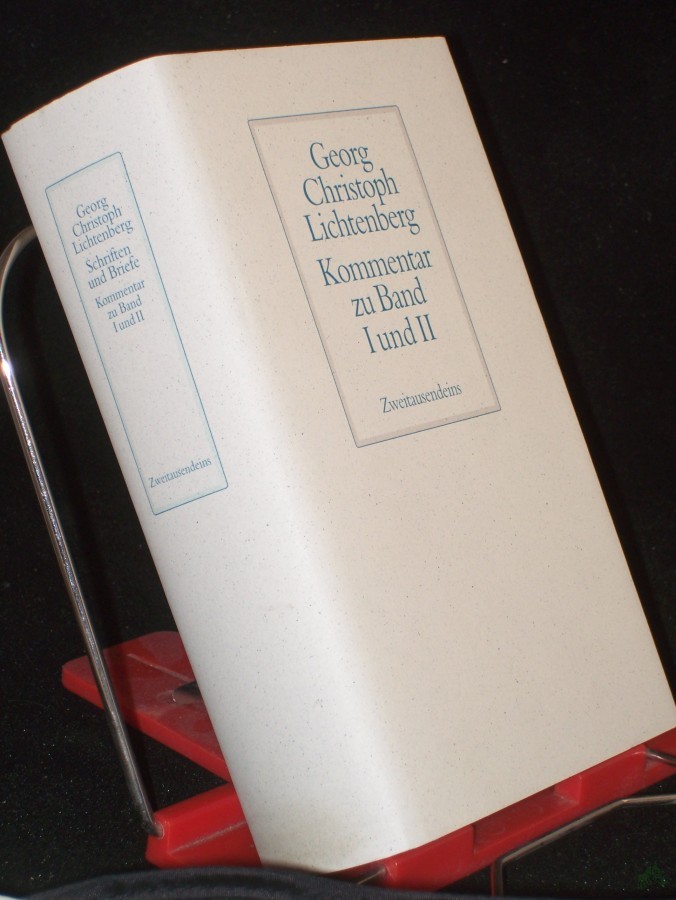 Georg
Christoph
Lichtenberg
Schriften
und Briefe
Kommentar
zu Band
I und II
Zweitausendeins
Georg
Christoph
Lichtenberg
Kommentar
zu Band
I und II
Zweitausendeins